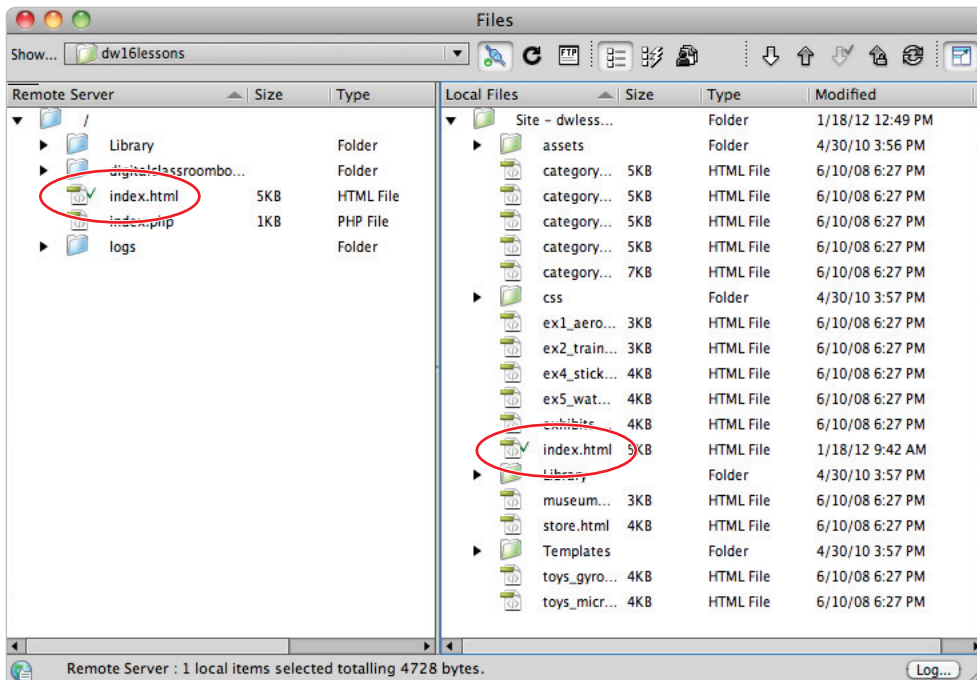 Files
Show... dw16lessons FTP
Remote Server Size Type
/
Library Folder
digitalclassroombo... Folder
index.html 5KB HTML File
index.php 1KB PHP File
logs Folder
Local Files Size Type Modified
Site - dwless... Folder 1/18/12 12:49 PM
assets Folder 4/30/10 3:56 PM
category... 5KB HTML File 6/10/08 6:27 PM
category... 5KB HTML File 6/10/08 6:27 PM
category... 5KB HTML File 6/10/08 6:27 PM
category... 5KB HTML File 6/10/08 6:27 PM
category... 7KB HTML File 6/10/08 6:27 PM
css Folder 4/30/10 3:57 PM
ex1_aero... 3KB HTML File 6/10/08 6:27 PM
ex2_train... 3KB HTML File 6/10/08 6:27 PM
ex4_stick... 4KB HTML File 6/10/08 6:27 PM
ex5_wat... 4KB HTML File 6/10/08 6:27 PM
exhibits... 4KB HTML File 6/10/08 6:27 PM
index.html 5KB HTML File 1/18/12 9:42 AM
Library Folder 4/30/10 3:57 PM
museum... 3KB HTML File 6/10/08 6:27 PM
store.html 4KB HTML File 6/10/08 6:27 PM
Templates Folder 4/30/10 3:57 PM
toys_gyro... 4KB HTML File 6/10/08 6:27 PM
toys_micr... 4KB HTML File 6/10/08 6:27 PM
Remote Server : 1 local items selected totalling 4728 bytes. Log...